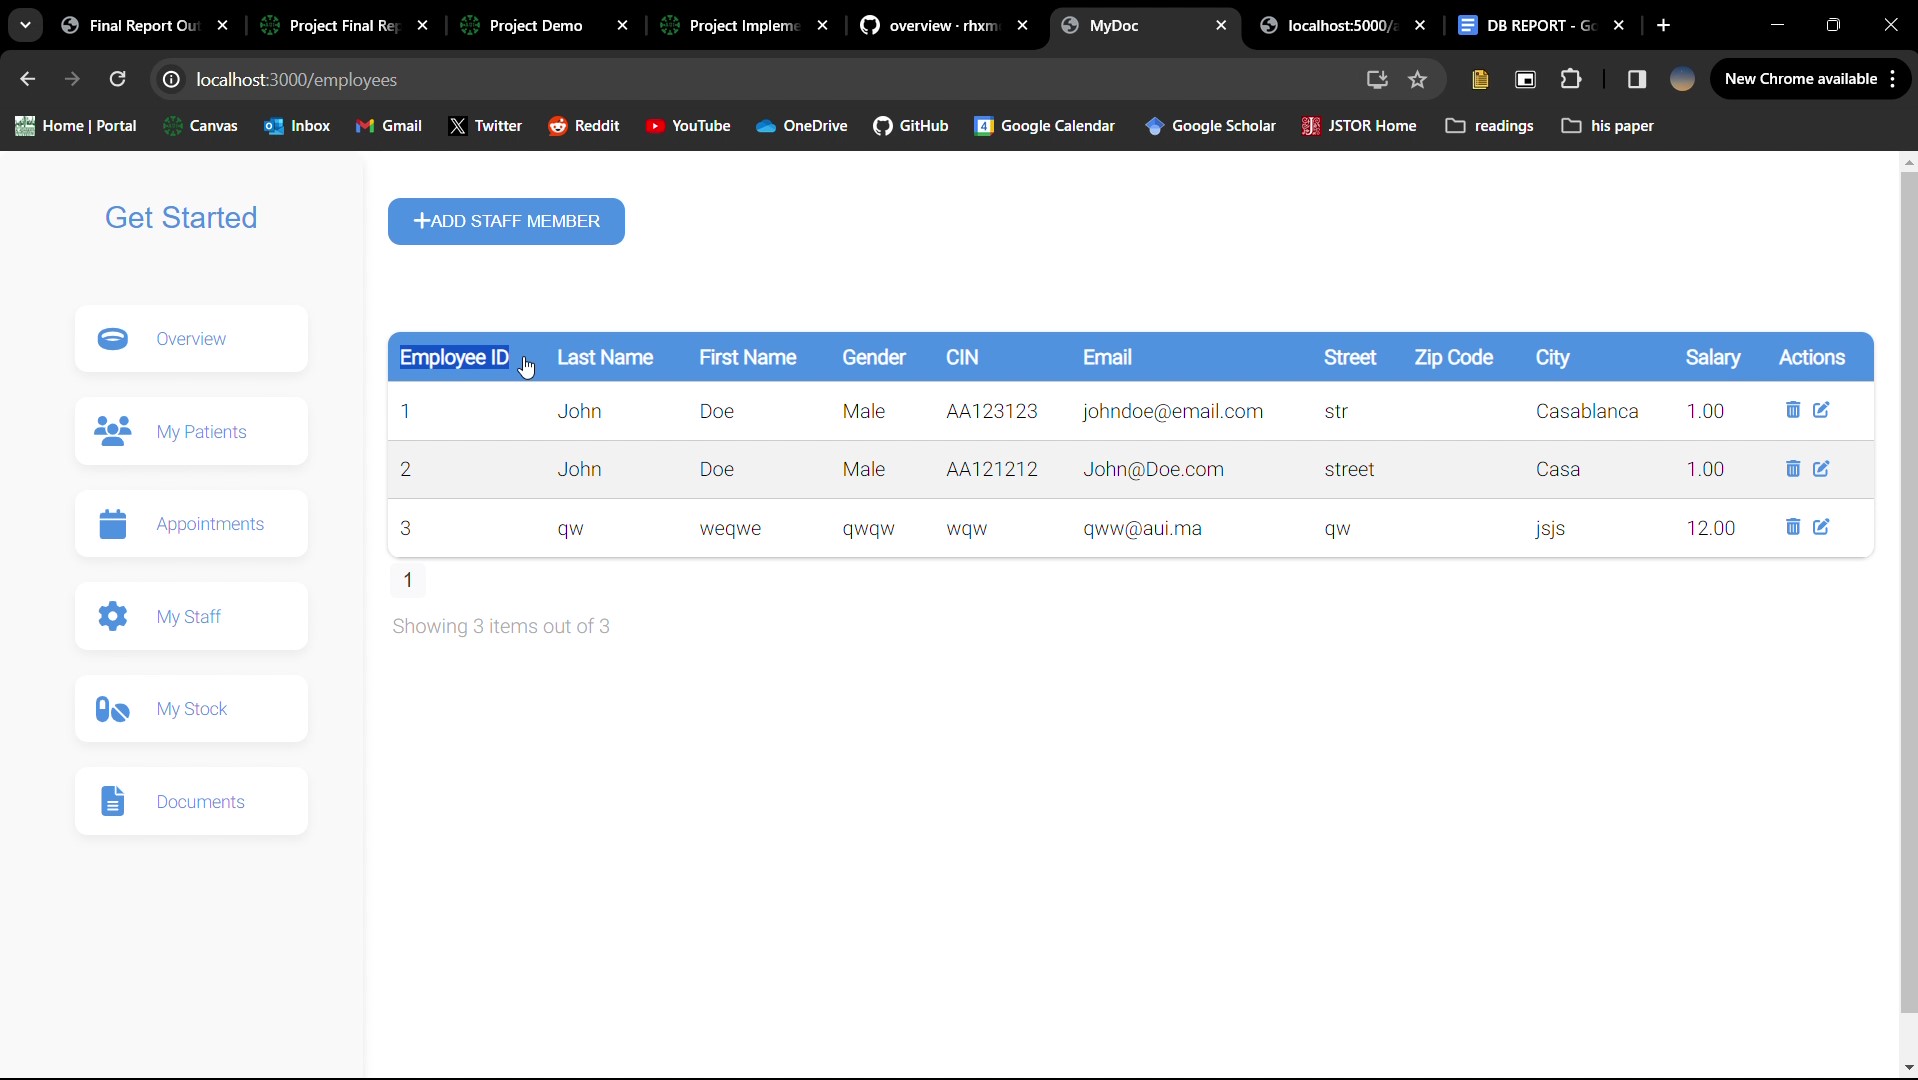 Final Report Ou Project Final Re Project Demo Project Impleme overview · rhxm MyDoc localhost:5000/ DB REPORT - Go
localhost:3000/employees New Chrome available
Home | Portal Canvas Inbox Gmail Twitter Reddit YouTube OneDrive GitHub 4 Google Calendar Google Scholar JSTOR Home readings his paper
Get Started
+ADD STAFF MEMBER
Overview
My Patients
Appointments
My Staff
My Stock
Documents
Employee ID Last Name First Name Gender CIN Email Street Zip Code City Salary Actions
1 John Doe Male AA123123 johndoe@email.com str Casablanca 1.00
2 John Doe Male AA121212 John@Doe.com street Casa 1.00
3 qw weqwe qwqw wqw qww@aui.ma qw jsjs 12.00
1
Showing 3 items out of 3